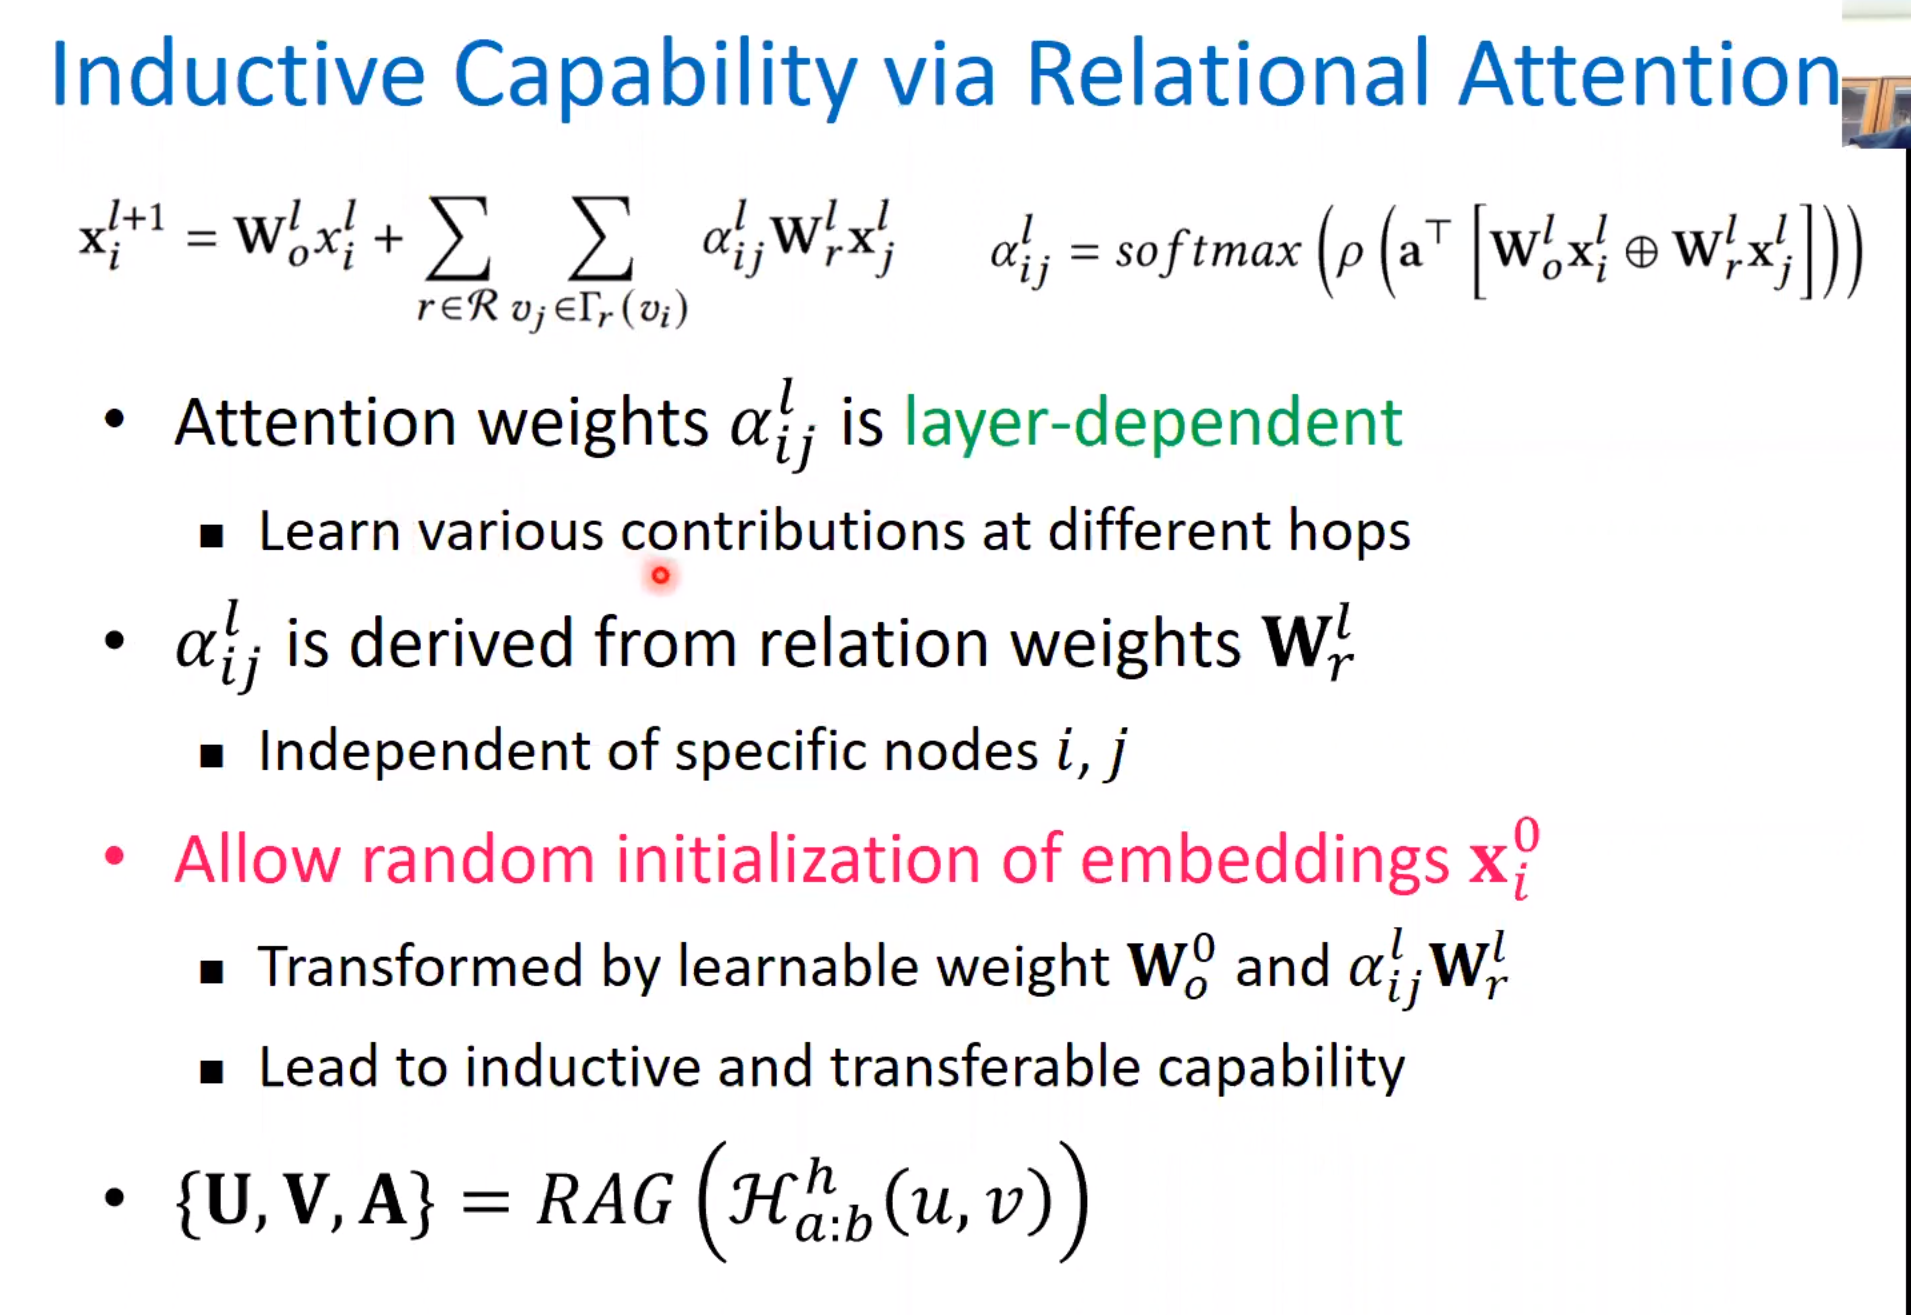 Inductive Capability via Relational Attention
$\mathbf{x}_i^{l+1} = \mathbf{W}_o^l x_i^l + \sum_{r \in \mathcal{R}} \sum_{v_j \in \Gamma_r(v_i)} \alpha_{ij}^l \mathbf{W}_r^l \mathbf{x}_j^l$ $\alpha_{ij}^l = softmax\left(\rho\left(\mathbf{a}^\top \left[\mathbf{W}_o^l \mathbf{x}_i^l \oplus \mathbf{W}_r^l \mathbf{x}_j^l\right]\right)\right)$
• Attention weights $\alpha_{ij}^l$ is layer-dependent
▪ Learn various contributions at different hops
• $\alpha_{ij}^l$ is derived from relation weights $\mathbf{W}_r^l$
▪ Independent of specific nodes $i, j$
• Allow random initialization of embeddings $\mathbf{x}_i^0$
▪ Transformed by learnable weight $\mathbf{W}_o^0$ and $\alpha_{ij}^l \mathbf{W}_r^l$
▪ Lead to inductive and transferable capability
• $\{\mathbf{U}, \mathbf{V}, \mathbf{A}\} = RAG\left(\mathcal{H}_{a:b}^h(u, v)\right)$